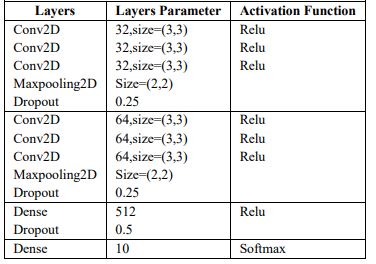 Layers Layers Parameter Activation Function
Conv2D 32,size=(3,3) Relu
Conv2D 32,size=(3,3) Relu
Conv2D 32,size=(3,3) Relu
Maxpooling2D Size=(2,2)
Dropout 0.25
Conv2D 64,size=(3,3) Relu
Conv2D 64,size=(3,3) Relu
Conv2D 64,size=(3,3) Relu
Maxpooling2D Size=(2,2)
Dropout 0.25
Dense 512 Relu
Dropout 0.5
Dense 10 Softmax